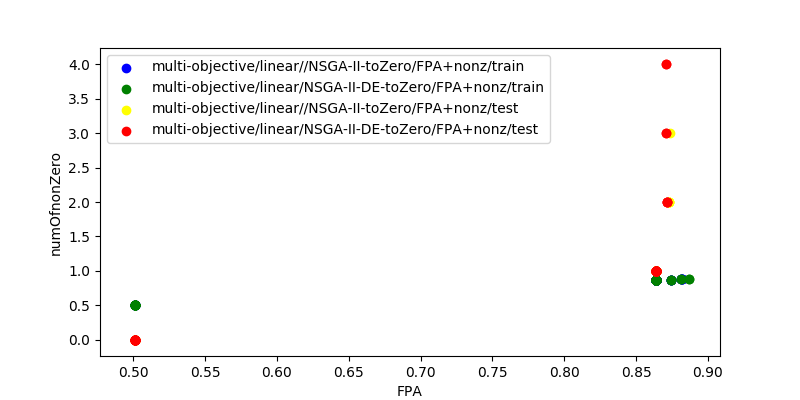 multi-objective/linear//NSGA-II-toZero/FPA+nonz/train
multi-objective/linear/NSGA-II-DE-toZero/FPA+nonz/train
multi-objective/linear//NSGA-II-toZero/FPA+nonz/test
multi-objective/linear/NSGA-II-DE-toZero/FPA+nonz/test
numOfnonZero
4.0
3.5
3.0
2.5
2.0
1.5
1.0
0.5
0.0
0.50 0.55 0.60 0.65 0.70 0.75 0.80 0.85 0.90
FPA